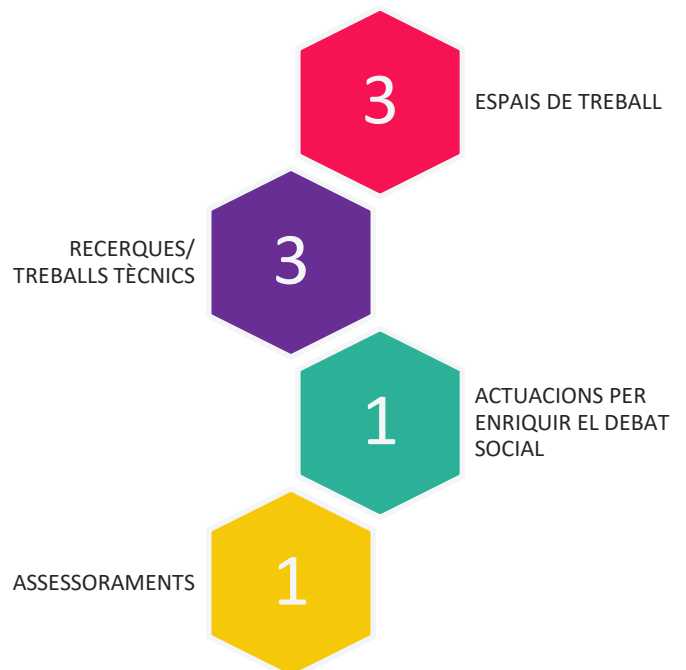 3
ESPAIS DE TREBALL
RECERQUES/
TREBALLS TÈCNICS
3
1
ACTUACIONS PER
ENRIQUIR EL DEBAT
SOCIAL
ASSESSORAMENTS
1